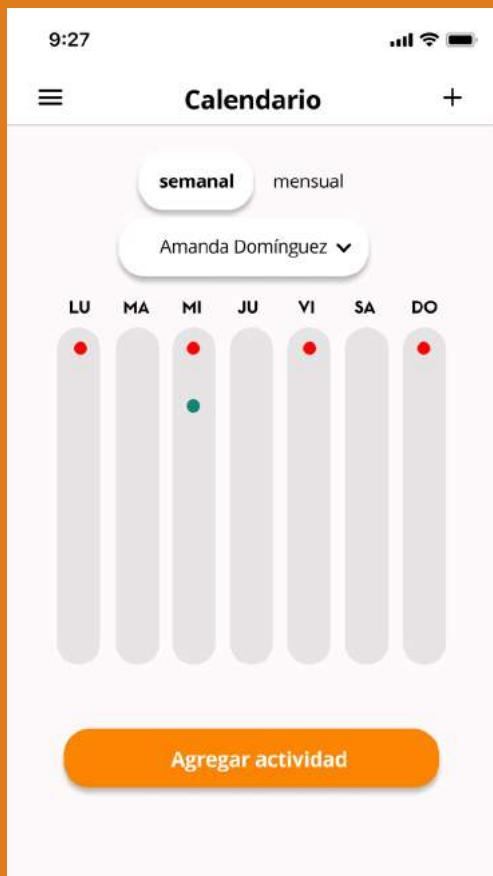 9:27
Calendario
semanal mensual
Amanda Domínguez
LU MA MI JU VI SA DO
Agregar actividad